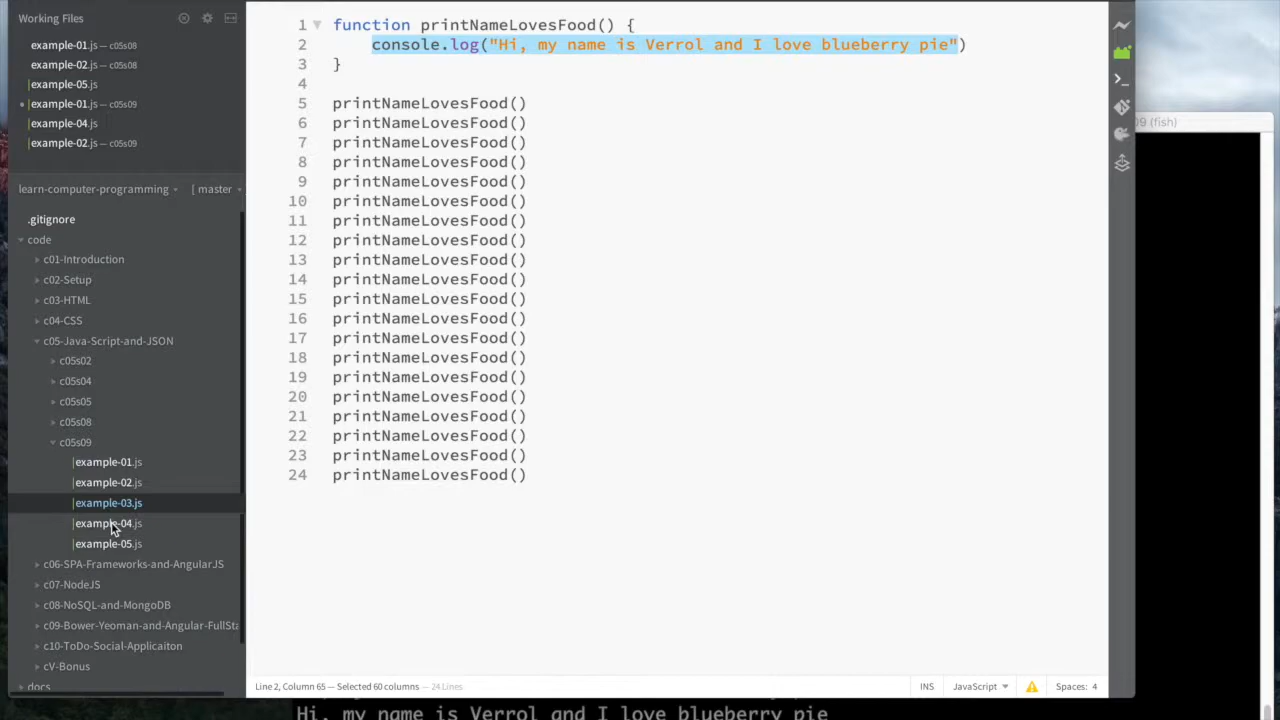 Working Files
example-01.js — c05s08
example-02.js — c05s08
example-05.js
example-01.js — c05s09
example-04.js
example-02.js — c05s09
learn-computer-programming
[ master
.gitignore
code
c01-Introduction
c02-Setup
c03-HTML
c04-CSS
c05-Java-Script-and-JSON
c05s02
c05s04
c05s05
c05s08
c05s09
example-01.js
example-02.js
example-03.js
example-04.js
example-05.js
c06-SPA-Frameworks-and-AngularJS
c07-NodeJS
c08-NoSQL-and-MongoDB
c09-Bower-Yeoman-and-Angular-FullSta
c10-ToDo-Social-Applicaiton
cV-Bonus
docs
1 function printNameLovesFood() {
2 console.log("Hi, my name is Verrol and I love blueberry pie")
3 }
4
5 printNameLovesFood()
6 printNameLovesFood()
7 printNameLovesFood()
8 printNameLovesFood()
9 printNameLovesFood()
10 printNameLovesFood()
11 printNameLovesFood()
12 printNameLovesFood()
13 printNameLovesFood()
14 printNameLovesFood()
15 printNameLovesFood()
16 printNameLovesFood()
17 printNameLovesFood()
18 printNameLovesFood()
19 printNameLovesFood()
20 printNameLovesFood()
21 printNameLovesFood()
22 printNameLovesFood()
23 printNameLovesFood()
24 printNameLovesFood()
Line 2, Column 65 — Selected 60 columns — 24 Lines
INS
JavaScript
Spaces: 4
09 (fish)
Hi, my name is Verrol and I love blueberry pie